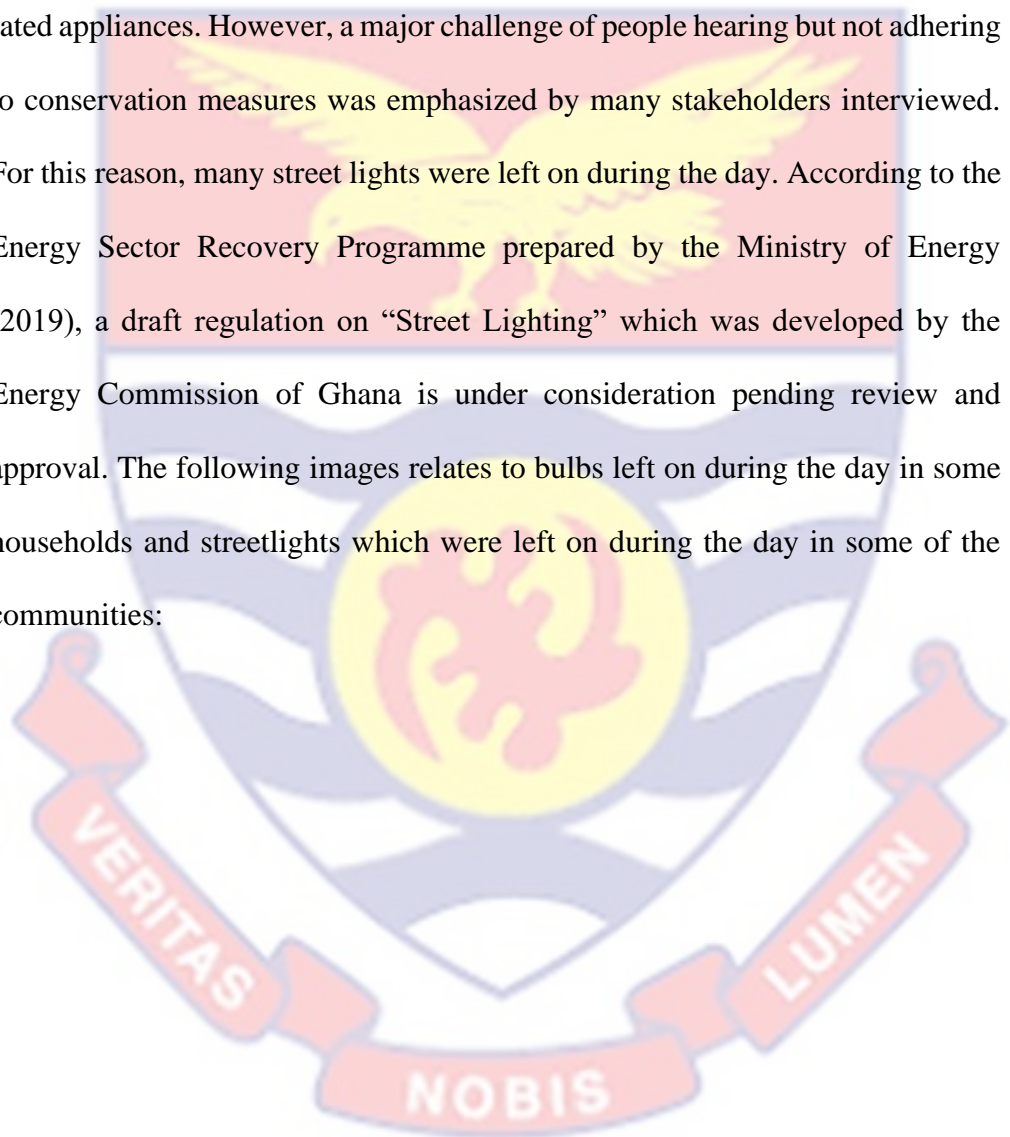 ated appliances. However, a major challenge of people hearing but not adhering
o conservation measures was emphasized by many stakeholders interviewed.
For this reason, many street lights were left on during the day. According to the
Energy Sector Recovery Programme prepared by the Ministry of Energy
2019), a draft regulation on “Street Lighting” which was developed by the
Energy Commission of Ghana is under consideration pending review and
approval. The following images relates to bulbs left on during the day in some
households and streetlights which were left on during the day in some of the
communities:
VERITAS
NOBIS
LUMEN